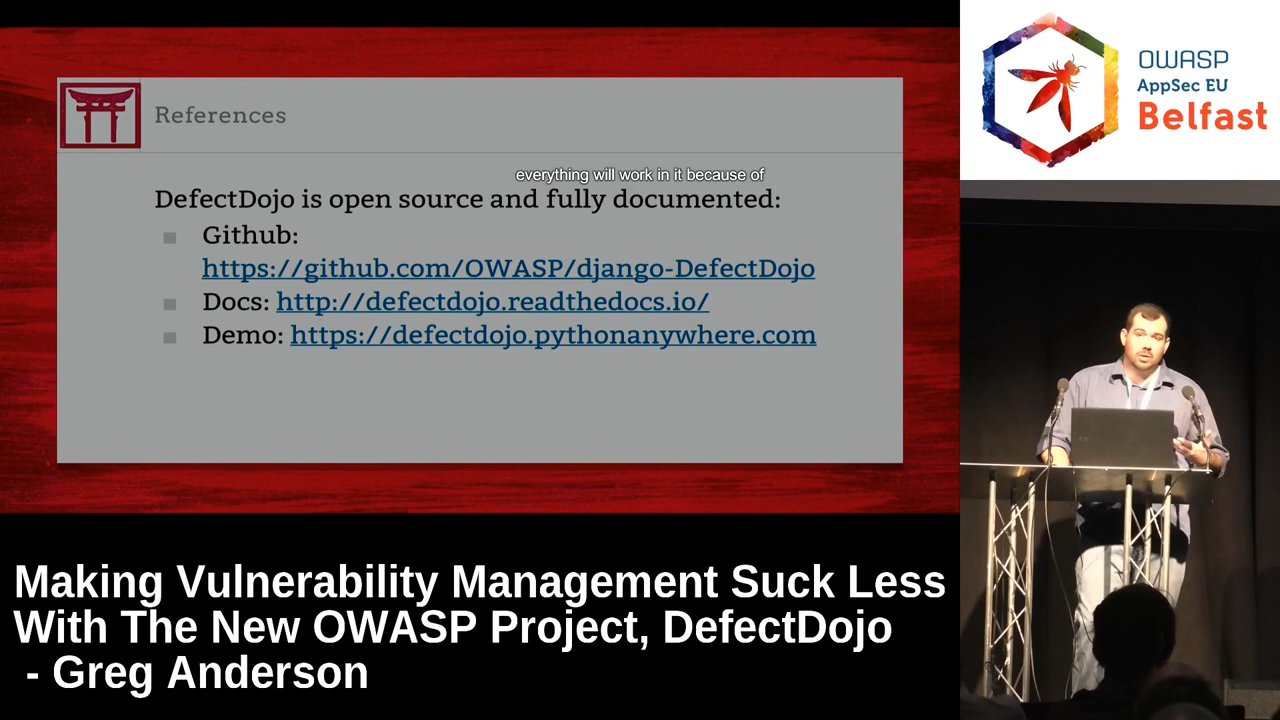 References
everything will work in it because of
DefectDojo is open source and fully documented:
Github:
https://github.com/OWASP/django-DefectDojo
Docs: http://defectdojo.readthedocs.io/
Demo: https://defectdojo.pythonanywhere.com
OWASP
AppSec EU
Belfast
Making Vulnerability Management Suck Less
With The New OWASP Project, DefectDojo
- Greg Anderson